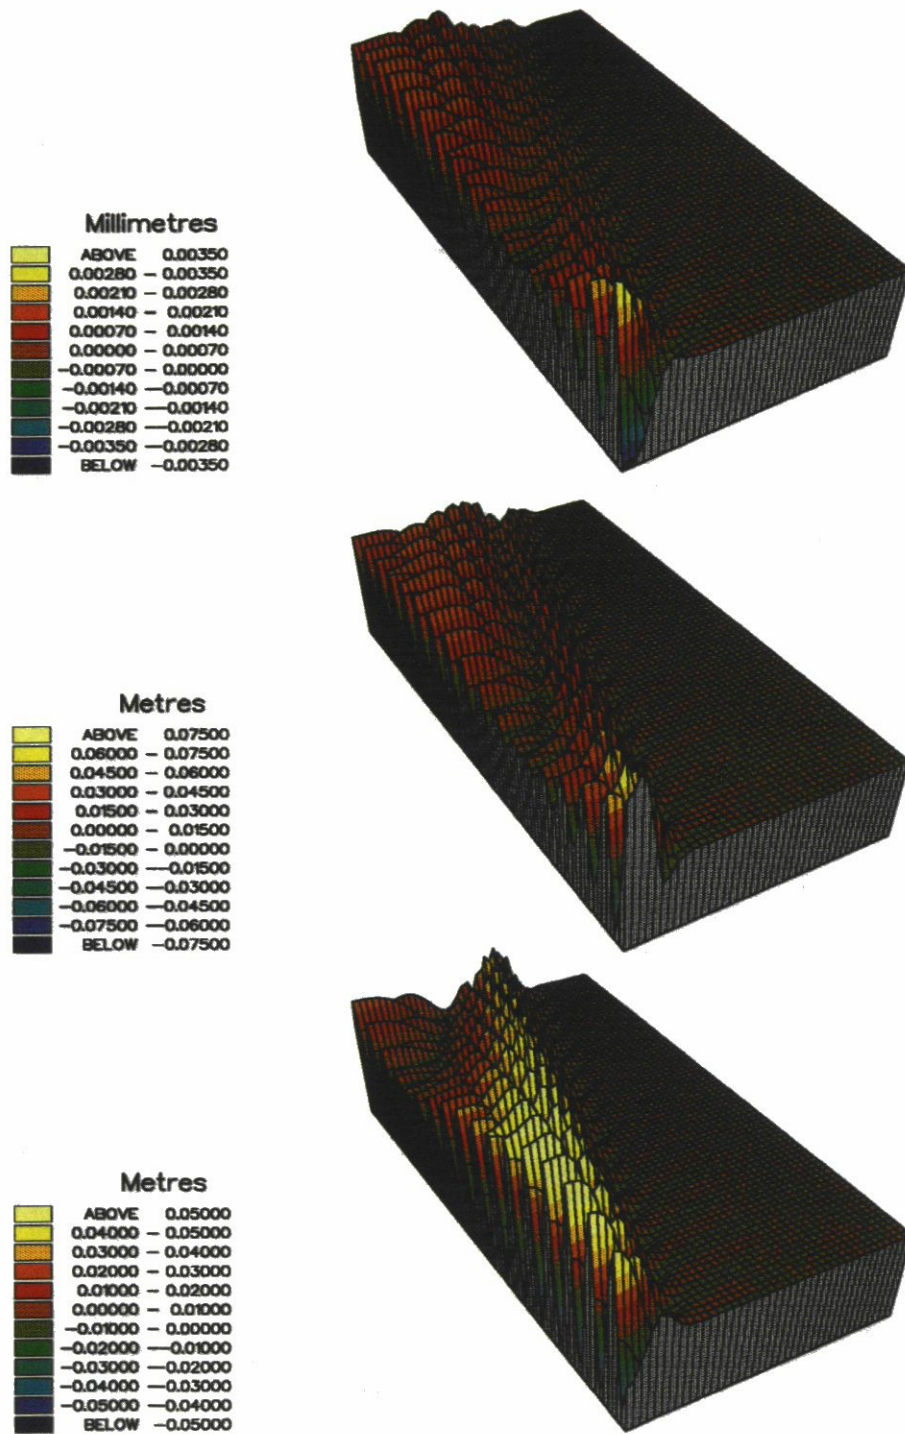 Millimetres
ABOVE 0.00350
0.00280 – 0.00350
0.00210 – 0.00280
0.00140 – 0.00210
0.00070 – 0.00140
0.00000 – 0.00070
-0.00070 – 0.00000
-0.00140 –-0.00070
-0.00210 –-0.00140
-0.00280 –-0.00210
-0.00350 –-0.00280
BELOW -0.00350
Metres
ABOVE 0.07500
0.06000 – 0.07500
0.04500 – 0.06000
0.03000 – 0.04500
0.01500 – 0.03000
0.00000 – 0.01500
-0.01500 – 0.00000
-0.03000 –-0.01500
-0.04500 –-0.03000
-0.06000 –-0.04500
-0.07500 –-0.06000
BELOW -0.07500
Metres
ABOVE 0.05000
0.04000 – 0.05000
0.03000 – 0.04000
0.02000 – 0.03000
0.01000 – 0.02000
0.00000 – 0.01000
-0.01000 – 0.00000
-0.02000 –-0.01000
-0.03000 –-0.02000
-0.04000 –-0.03000
-0.05000 –-0.04000
BELOW -0.05000